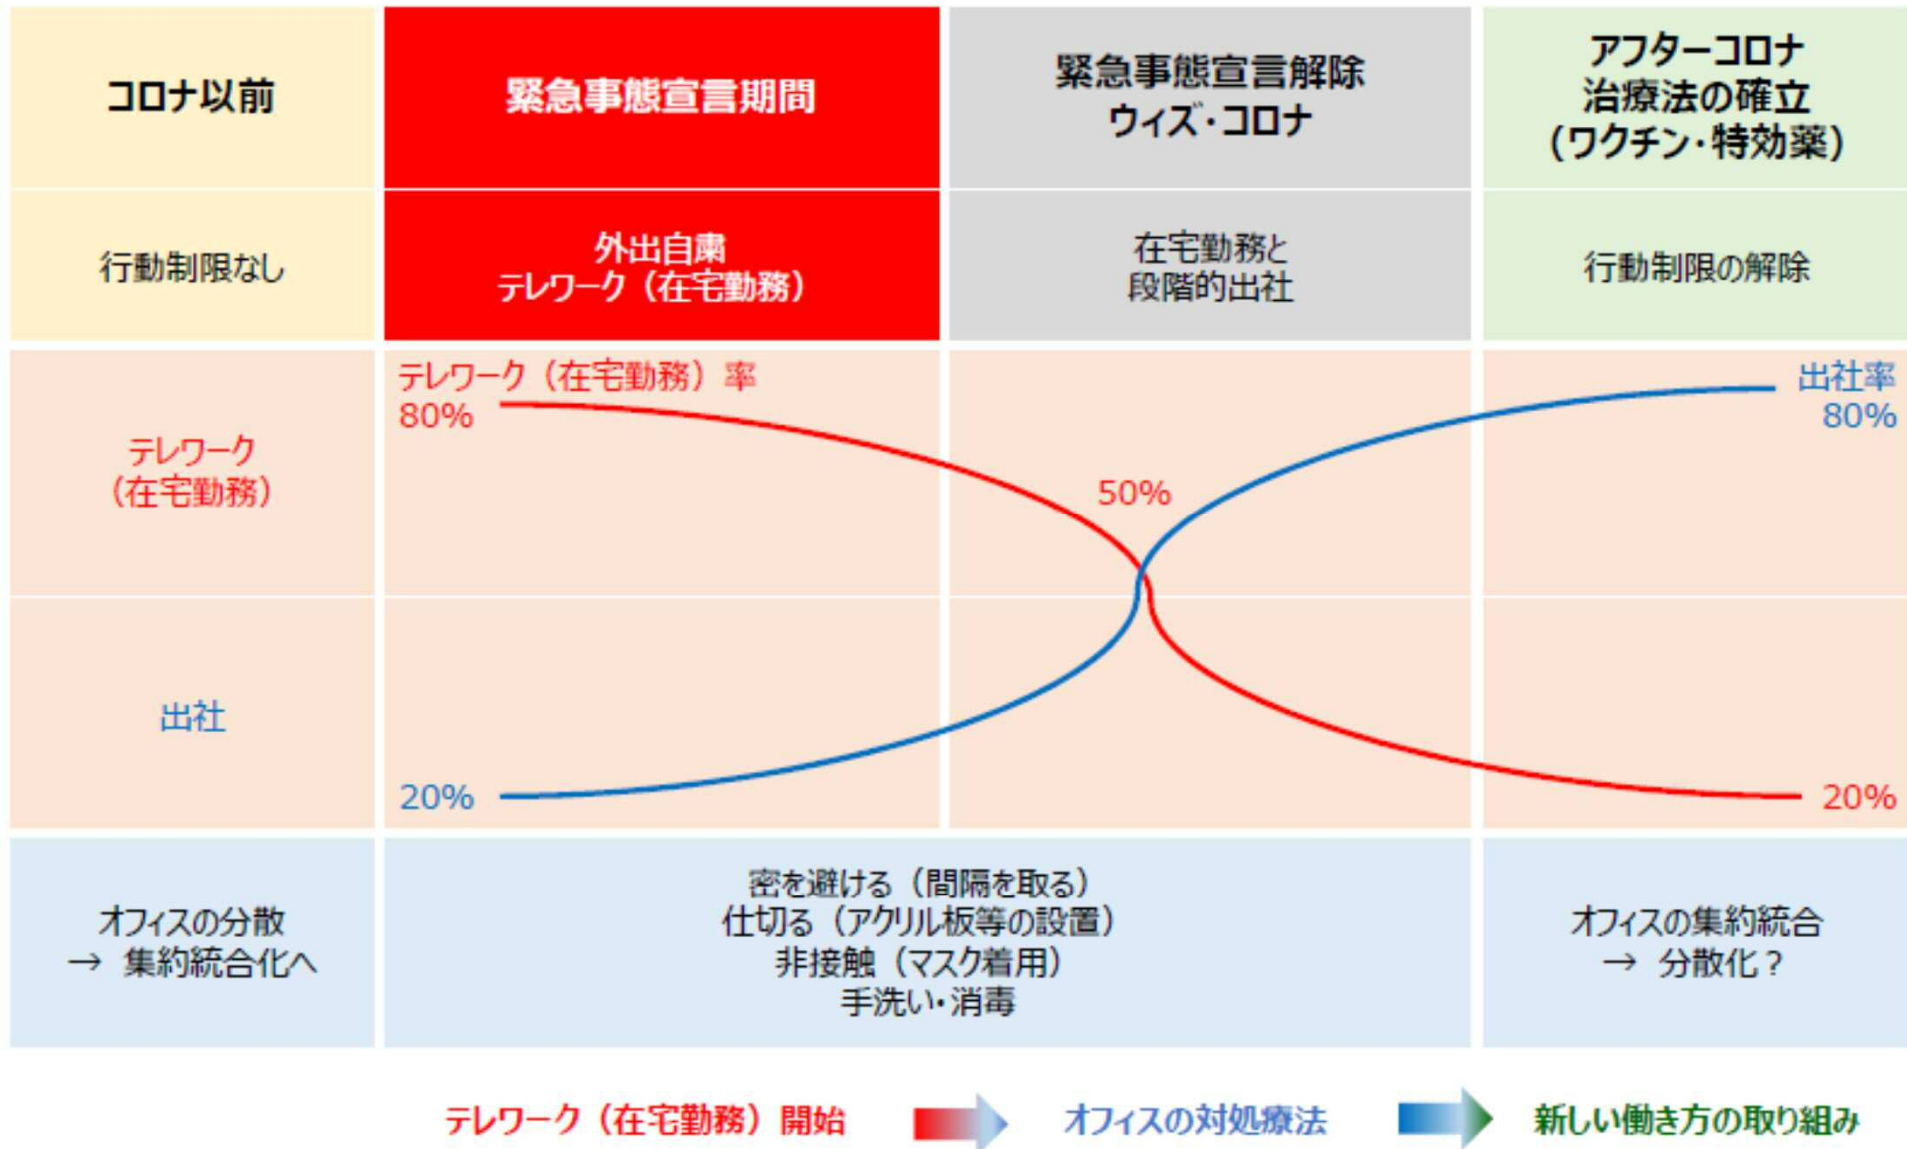 コロナ以前
緊急事態宣言期間
緊急事態宣言解除
ウィズ・コロナ
アフターコロナ
治療法の確立
(ワクチン・特効薬)
行動制限なし
外出自粛
テレワーク（在宅勤務）
在宅勤務と
段階的出社
行動制限の解除
テレワーク
（在宅勤務）
テレワーク（在宅勤務）率
80%
50%
出社率
80%
出社
20%
20%
オフィスの分散
→ 集約統合化へ
密を避ける（間隔を取る）
仕切る（アクリル板等の設置）
非接触（マスク着用）
手洗い・消毒
オフィスの集約統合
→ 分散化？
テレワーク（在宅勤務）開始
オフィスの対処療法
新しい働き方の取り組み